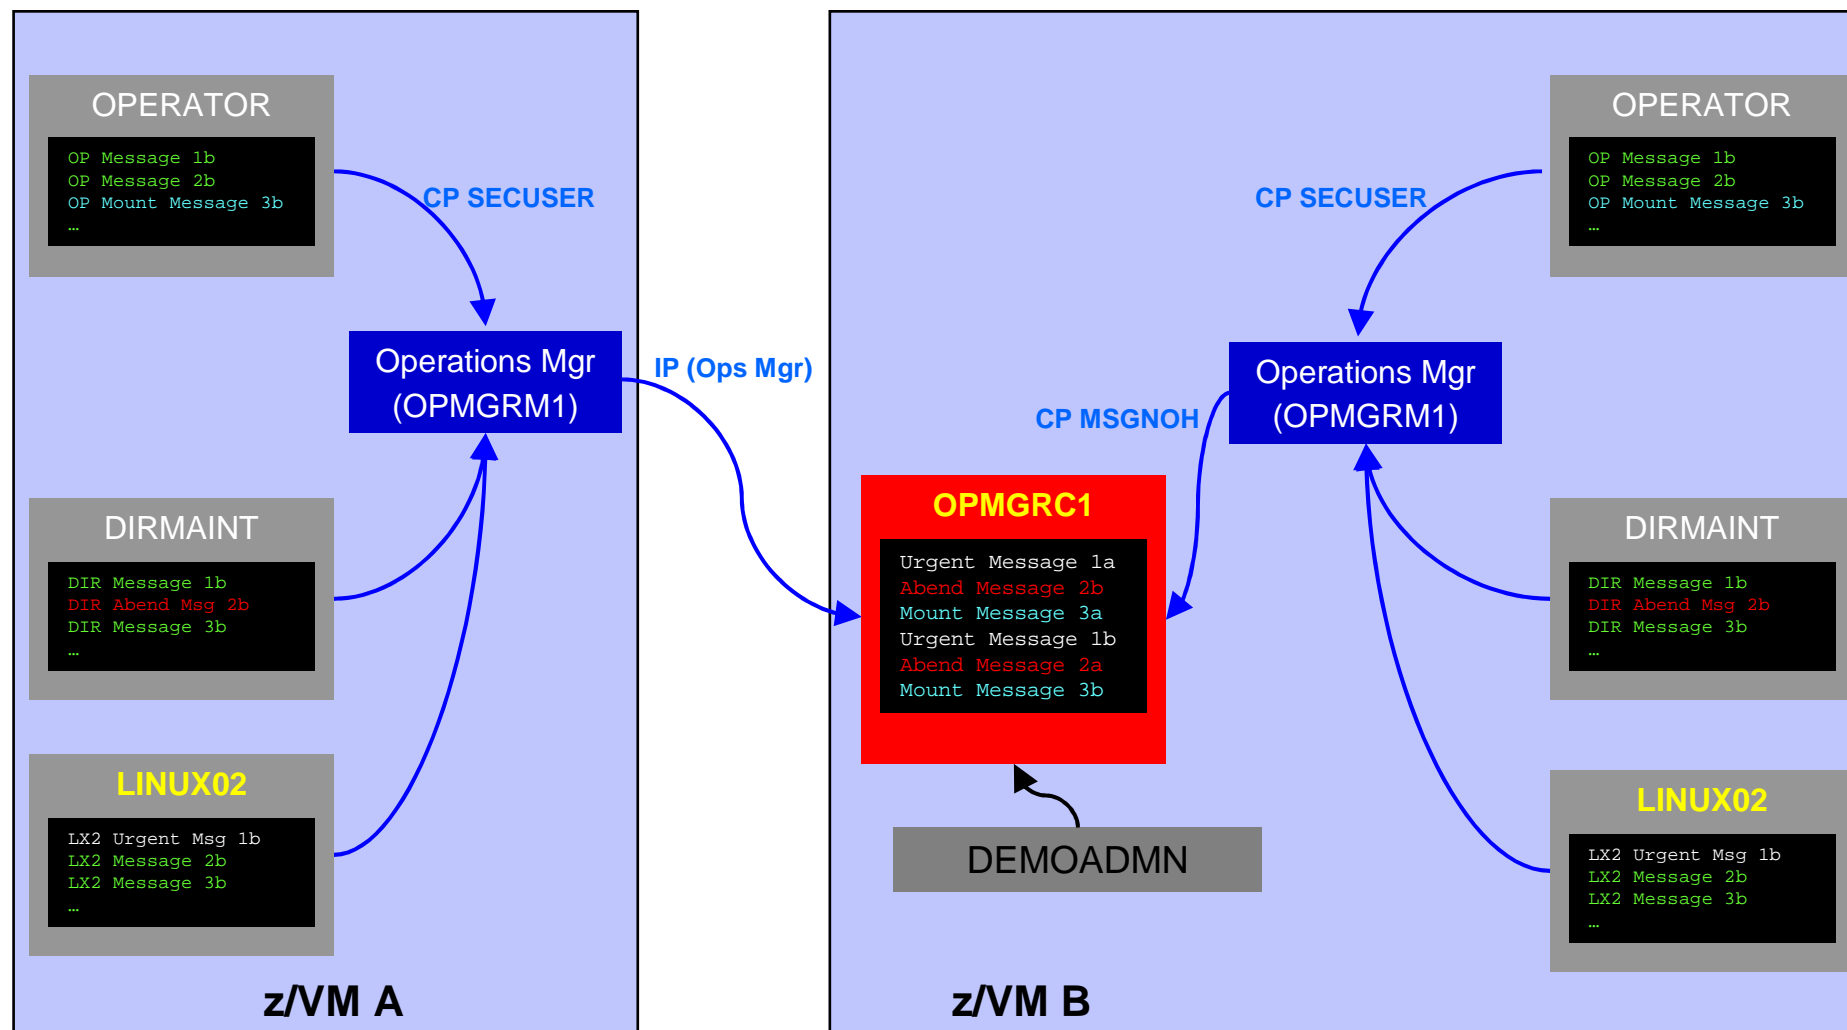 OPERATOR
OP Message 1b
OP Message 2b
OP Mount Message 3b
…
CP SECUSER
Operations Mgr
(OPMGRM1)
DIRMAINT
DIR Message 1b
DIR Abend Msg 2b
DIR Message 3b
…
LINUX02
LX2 Urgent Msg 1b
LX2 Message 2b
LX2 Message 3b
…
z/VM A
IP (Ops Mgr)
OPERATOR
OP Message 1b
OP Message 2b
OP Mount Message 3b
…
CP SECUSER
Operations Mgr
(OPMGRM1)
CP MSGNOH
OPMGRC1
Urgent Message 1a
Abend Message 2b
Mount Message 3a
Urgent Message 1b
Abend Message 2a
Mount Message 3b
DEMOADMN
DIRMAINT
DIR Message 1b
DIR Abend Msg 2b
DIR Message 3b
…
LINUX02
LX2 Urgent Msg 1b
LX2 Message 2b
LX2 Message 3b
…
z/VM B